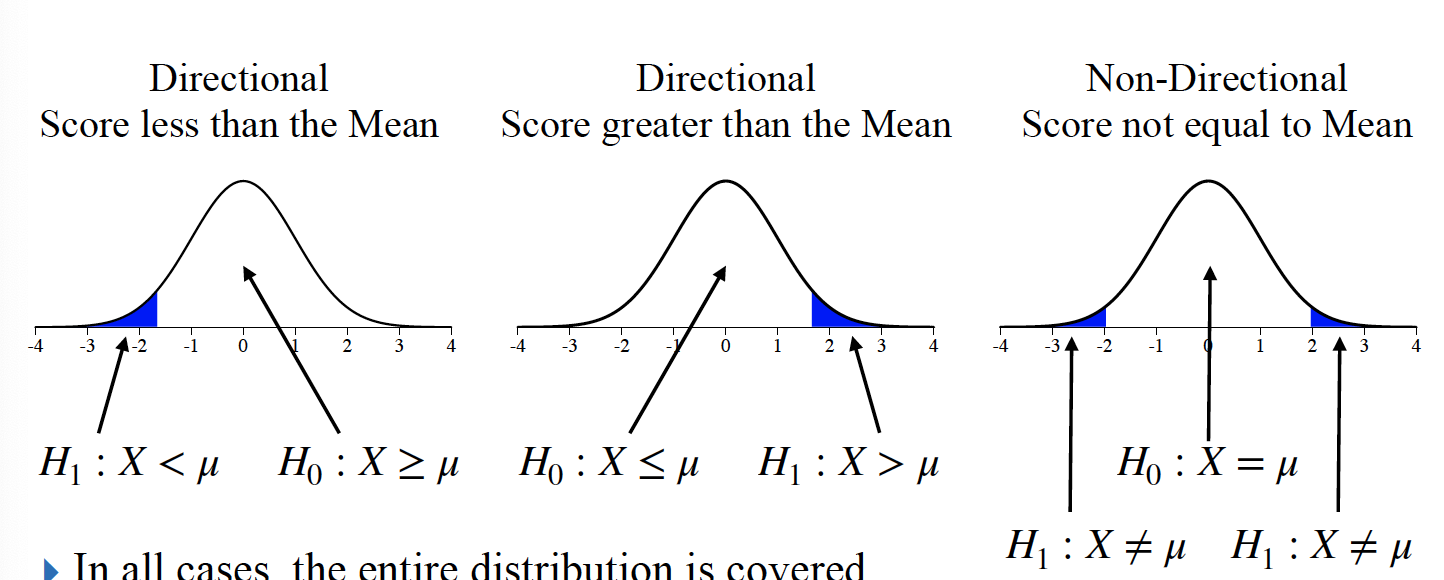 Directional
Score less than the Mean
Directional
Score greater than the Mean
Non-Directional
Score not equal to Mean
-4 -3 -2 -1 0 1 2 3 4
-4 -3 -2 -1 0 1 2 3 4
-4 -3 -2 -1 0 1 2 3 4
H₁ : X < μ
H₀ : X ≥ μ
H₀ : X ≤ μ
H₁ : X > μ
H₀ : X = μ
H₁ : X ≠ μ
H₁ : X ≠ μ
In all cases, the entire distribution is covered